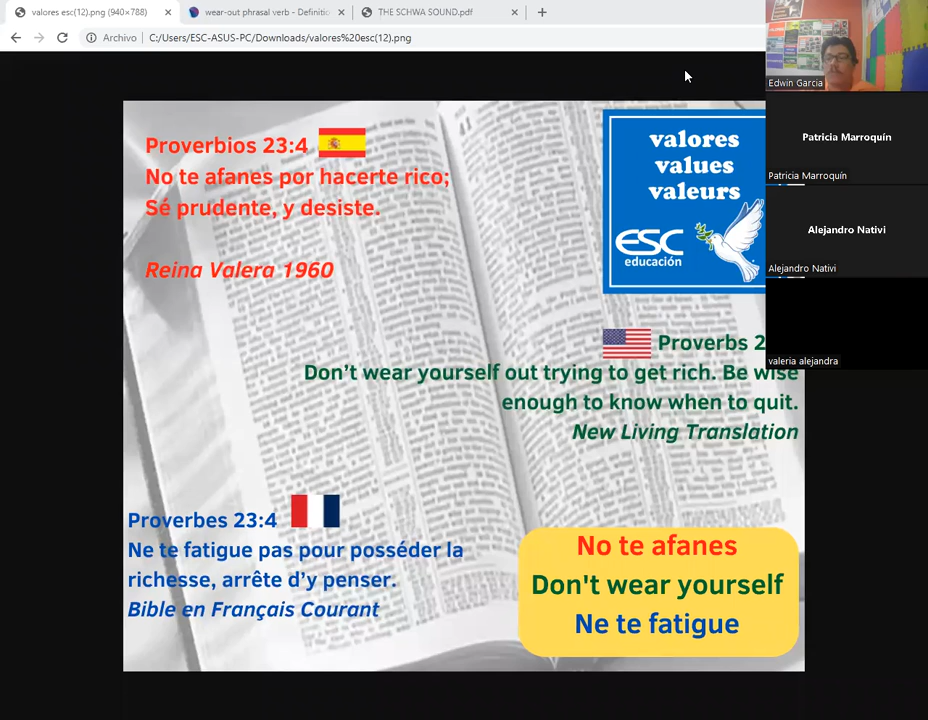 valores esc(12).png (940×788)
wear-out phrasal verb - Definitio
THE SCHWA SOUND.pdf
Archivo
C:/Users/ESC-ASUS-PC/Downloads/valores%20esc(12).png
Edwin Garcia
Patricia Marroquín
Patricia Marroquín
Alejandro Nativi
Alejandro Nativi
valeria alejandra
Proverbios 23:4
No te afanes por hacerte rico;
Sé prudente, y desiste.
Reina Valera 1960
valores
values
valeurs
ESC
educación
Proverbs 2
Don't wear yourself out trying to get rich. Be wise
enough to know when to quit.
New Living Translation
Proverbes 23:4
Ne te fatigue pas pour posséder la
richesse, arrête d'y penser.
Bible en Français Courant
No te afanes
Don't wear yourself
Ne te fatigue